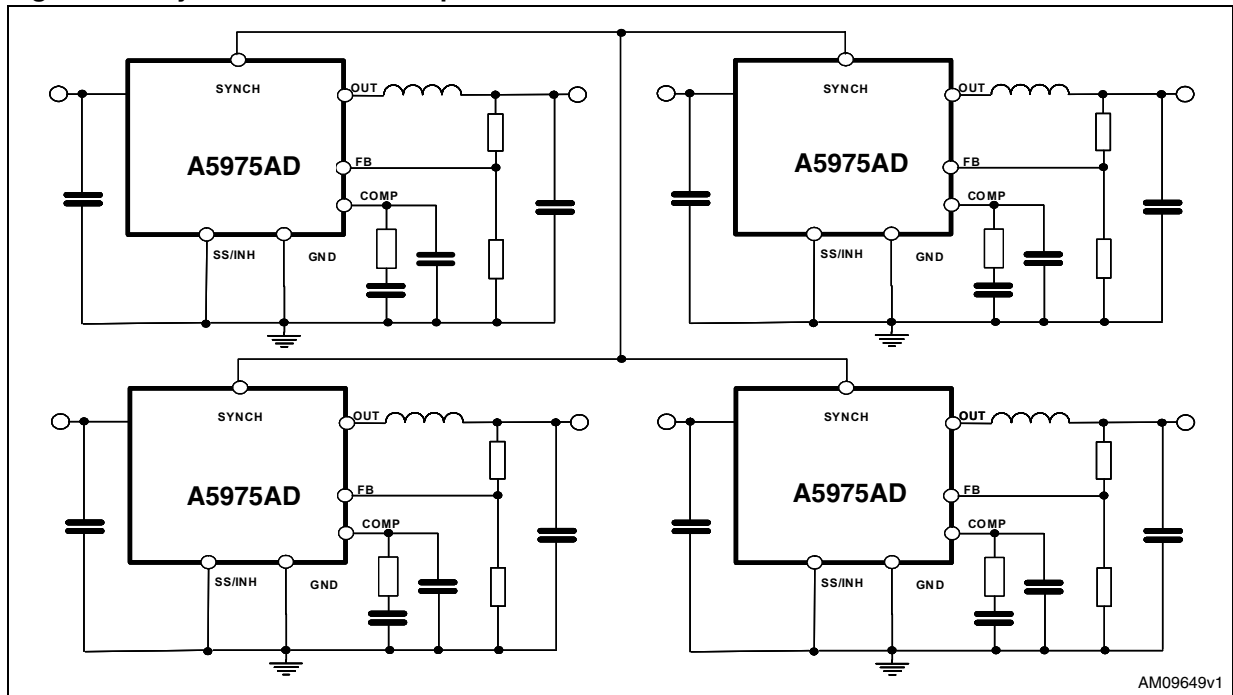 SYNCH
OUT
A5975AD
FB
COMP
SS/INH
GND
SYNCH
OUT
A5975AD
FB
COMP
SS/INH
GND
SYNCH
OUT
A5975AD
FB
COMP
SS/INH
GND
SYNCH
OUT
A5975AD
FB
COMP
SS/INH
GND
AM09649v1